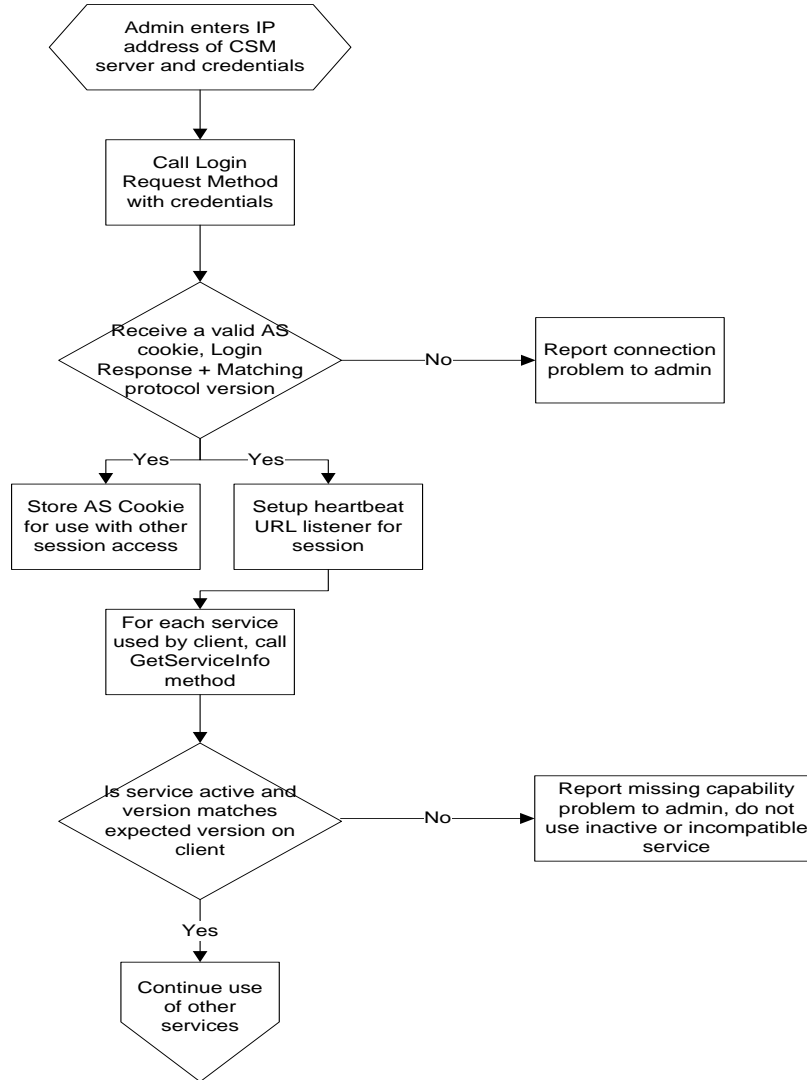 Admin enters IP
address of CSM
server and credentials
Call Login
Request Method
with credentials
Receive a valid AS
cookie, Login
Response + Matching
protocol version
No
Report connection
problem to admin
Yes
Yes
Store AS Cookie
for use with other
session access
Setup heartbeat
URL listener for
session
For each service
used by client, call
GetServiceInfo
method
Is service active and
version matches
expected version on
client
No
Report missing capability
problem to admin, do not
use inactive or incompatible
service
Yes
Continue use
of other
services